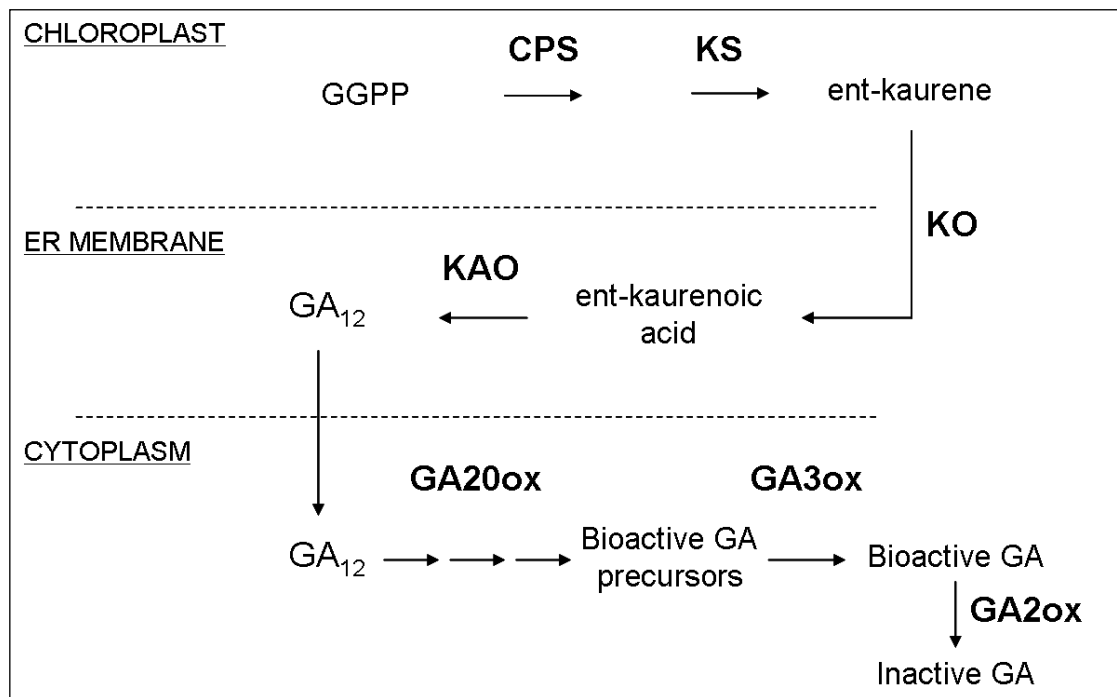 CHLOROPLAST
CPS KS
GGPP ent-kaurene
KO
ER MEMBRANE
KAO
GA₁₂ ent-kaurenoic
acid
CYTOPLASM
GA20ox GA3ox
GA₁₂ Bioactive GA
precursors Bioactive GA
GA2ox
Inactive GA